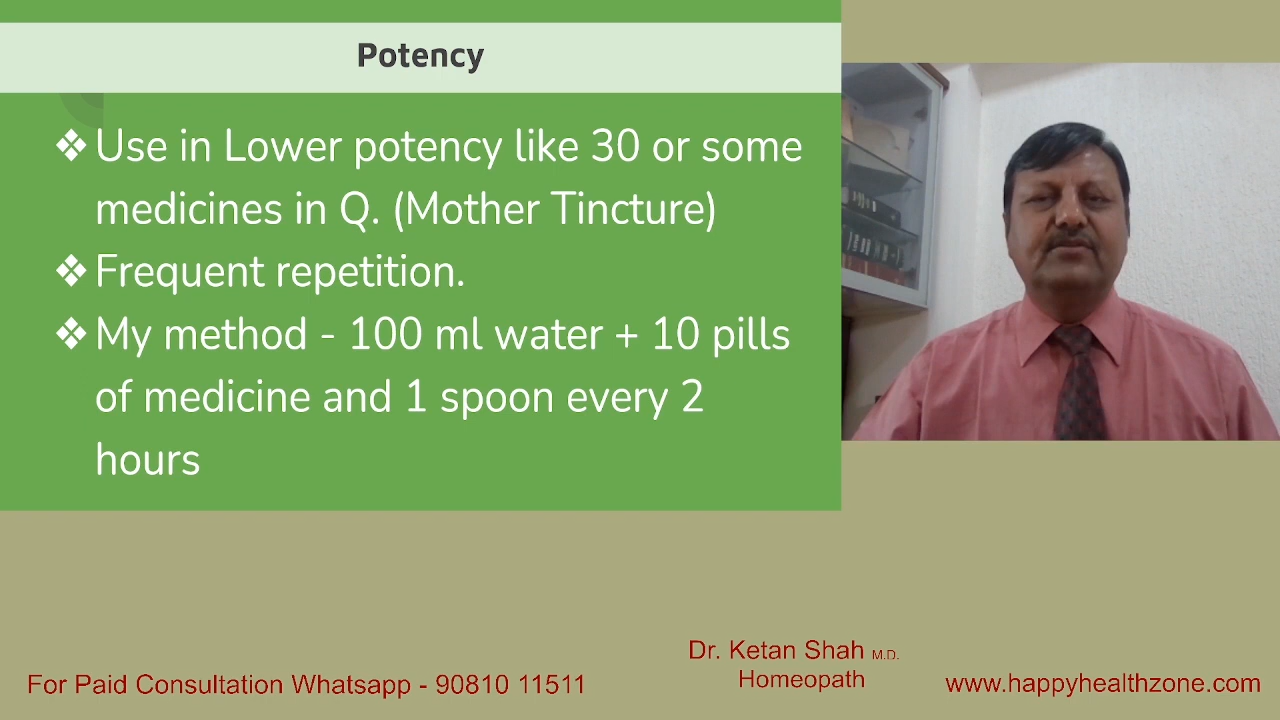 Potency
❖ Use in Lower potency like 30 or some
medicines in Q. (Mother Tincture)
❖ Frequent repetition.
❖ My method - 100 ml water + 10 pills
of medicine and 1 spoon every 2
hours
Dr. Ketan Shah M.D.
Homeopath
For Paid Consultation Whatsapp - 90810 11511
www.happyhealthzone.com